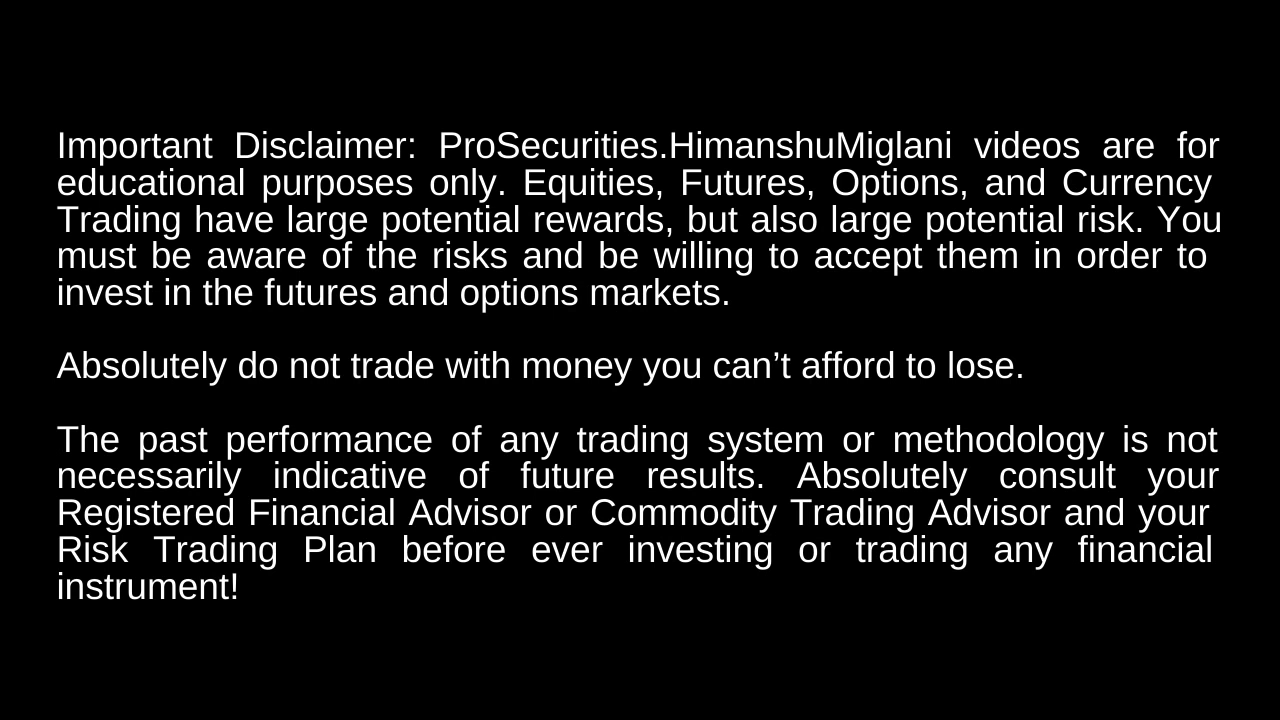 Important Disclaimer: ProSecurities.HimanshuMiglani videos are for
educational purposes only. Equities, Futures, Options, and Currency
Trading have large potential rewards, but also large potential risk. You
must be aware of the risks and be willing to accept them in order to
invest in the futures and options markets.
Absolutely do not trade with money you can’t afford to lose.
The past performance of any trading system or methodology is not
necessarily indicative of future results. Absolutely consult your
Registered Financial Advisor or Commodity Trading Advisor and your
Risk Trading Plan before ever investing or trading any financial
instrument!